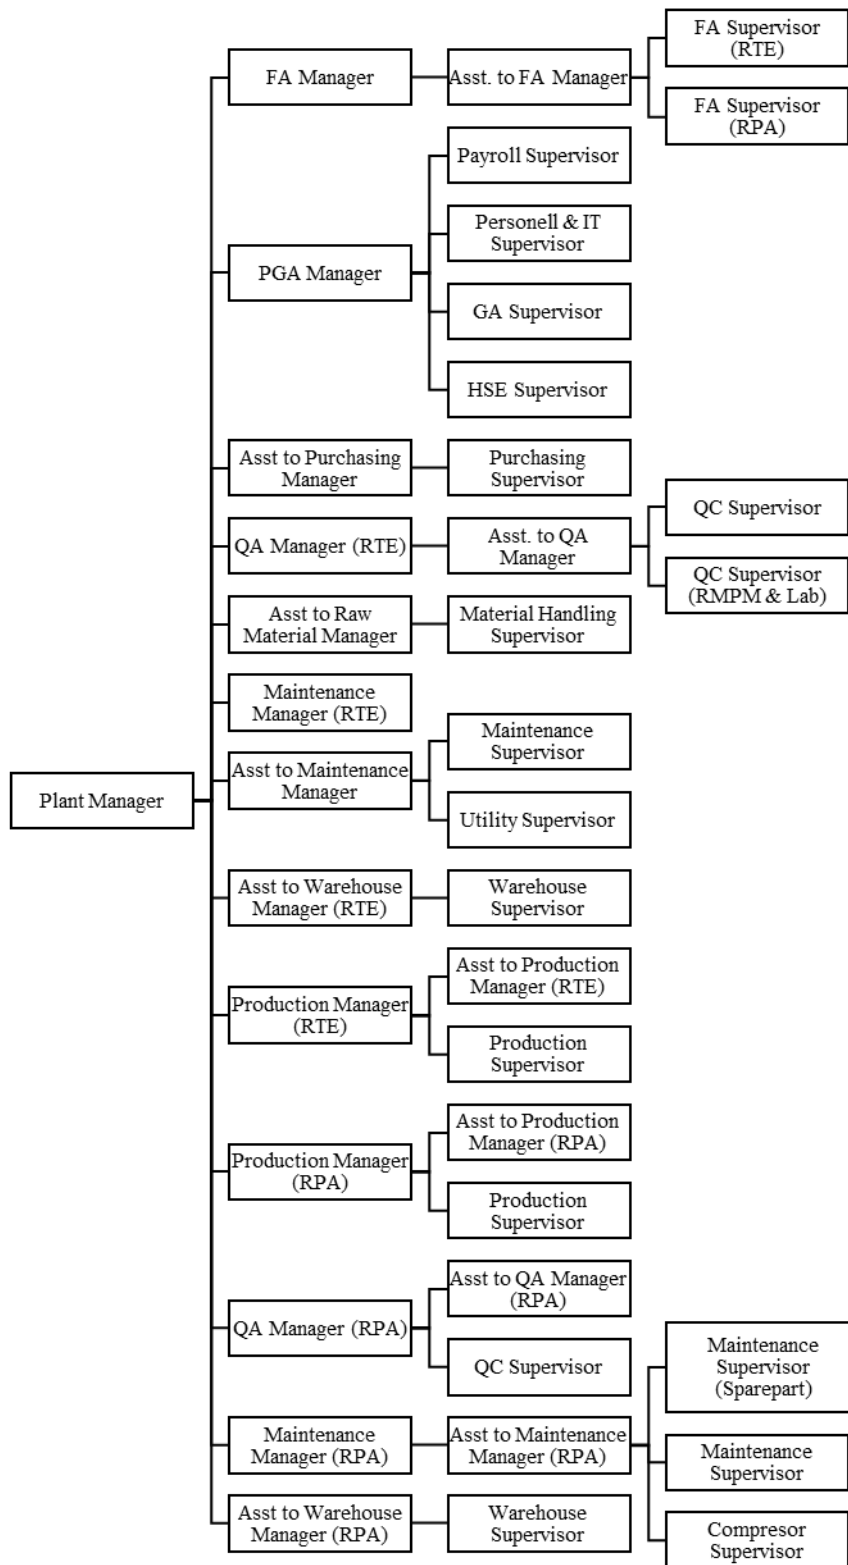 FA Supervisor
(RTE)
FA Manager
Asst. to FA Manager
FA Supervisor
(RPA)
Payroll Supervisor
Personell & IT
Supervisor
PGA Manager
GA Supervisor
HSE Supervisor
Asst to Purchasing
Manager
Purchasing
Supervisor
QC Supervisor
QA Manager (RTE)
Asst. to QA
Manager
QC Supervisor
(RMPM & Lab)
Asst to Raw
Material Manager
Material Handling
Supervisor
Maintenance
Manager (RTE)
Maintenance
Supervisor
Asst to Maintenance
Manager
Plant Manager
Utility Supervisor
Asst to Warehouse
Manager (RTE)
Warehouse
Supervisor
Asst to Production
Manager (RTE)
Production Manager
(RTE)
Production
Supervisor
Asst to Production
Manager (RPA)
Production Manager
(RPA)
Production
Supervisor
Asst to QA Manager
(RPA)
QA Manager (RPA)
QC Supervisor
Maintenance
Supervisor
(Sparepart)
Maintenance
Manager (RPA)
Asst to Maintenance
Manager (RPA)
Maintenance
Supervisor
Asst to Warehouse
Manager (RPA)
Warehouse
Supervisor
Compresor
Supervisor